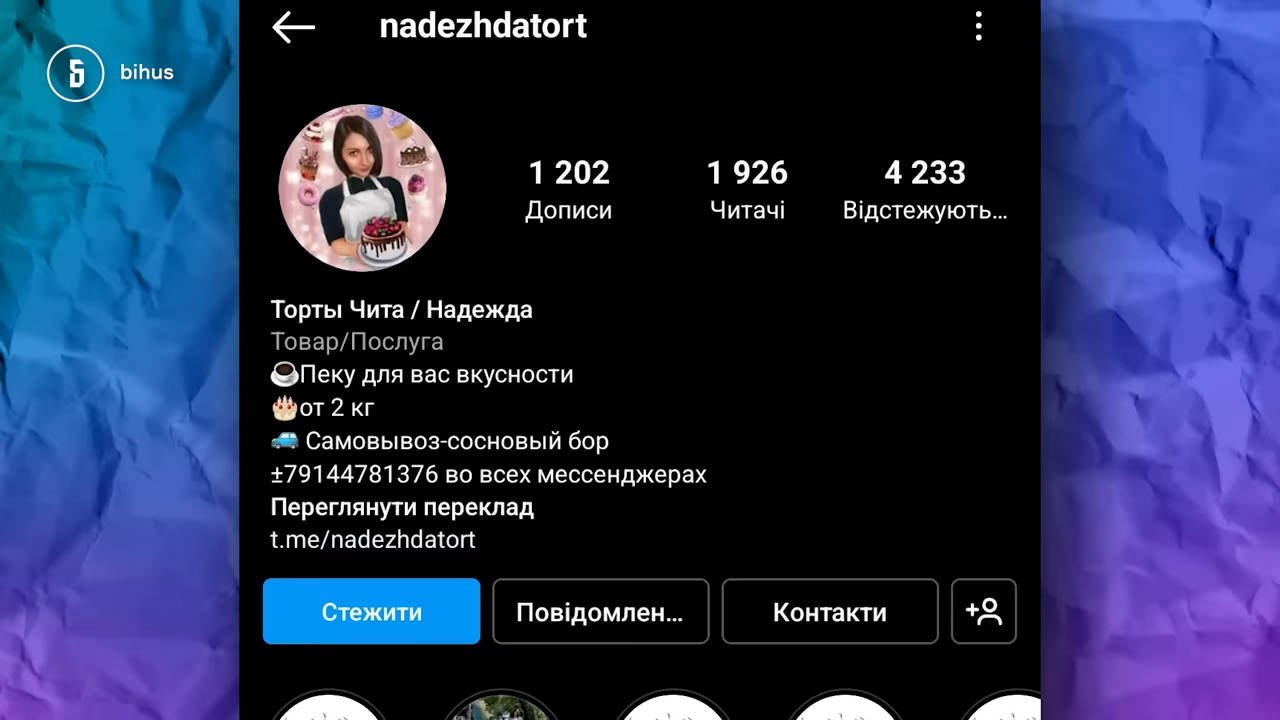 nadezhdatort
bihus
1 202 1 926 4 233
Дописи Читачі Відстежують...
Торты Чита / Надежда
Товар/Послуга
☕Пеку для вас вкусности
🎂от 2 кг
🚙 Самовывоз-сосновый бор
±79144781376 во всех мессенджерах
Переглянути переклад
t.me/nadezhdatort
Стежити Повідомлен... Контакти